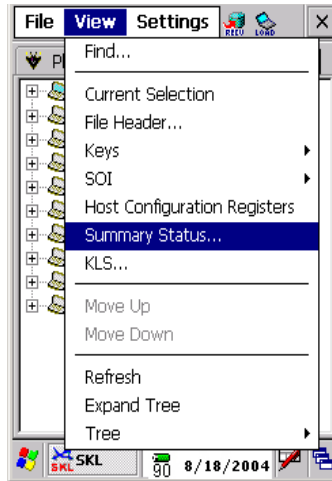 File View Settings RECV LOAD
Pl
Find...
Current Selection
File Header...
Keys
SOI
Host Configuration Registers
Summary Status...
KLS...
Move Up
Move Down
Refresh
Expand Tree
Tree
SKL SKL 90 8/18/2004